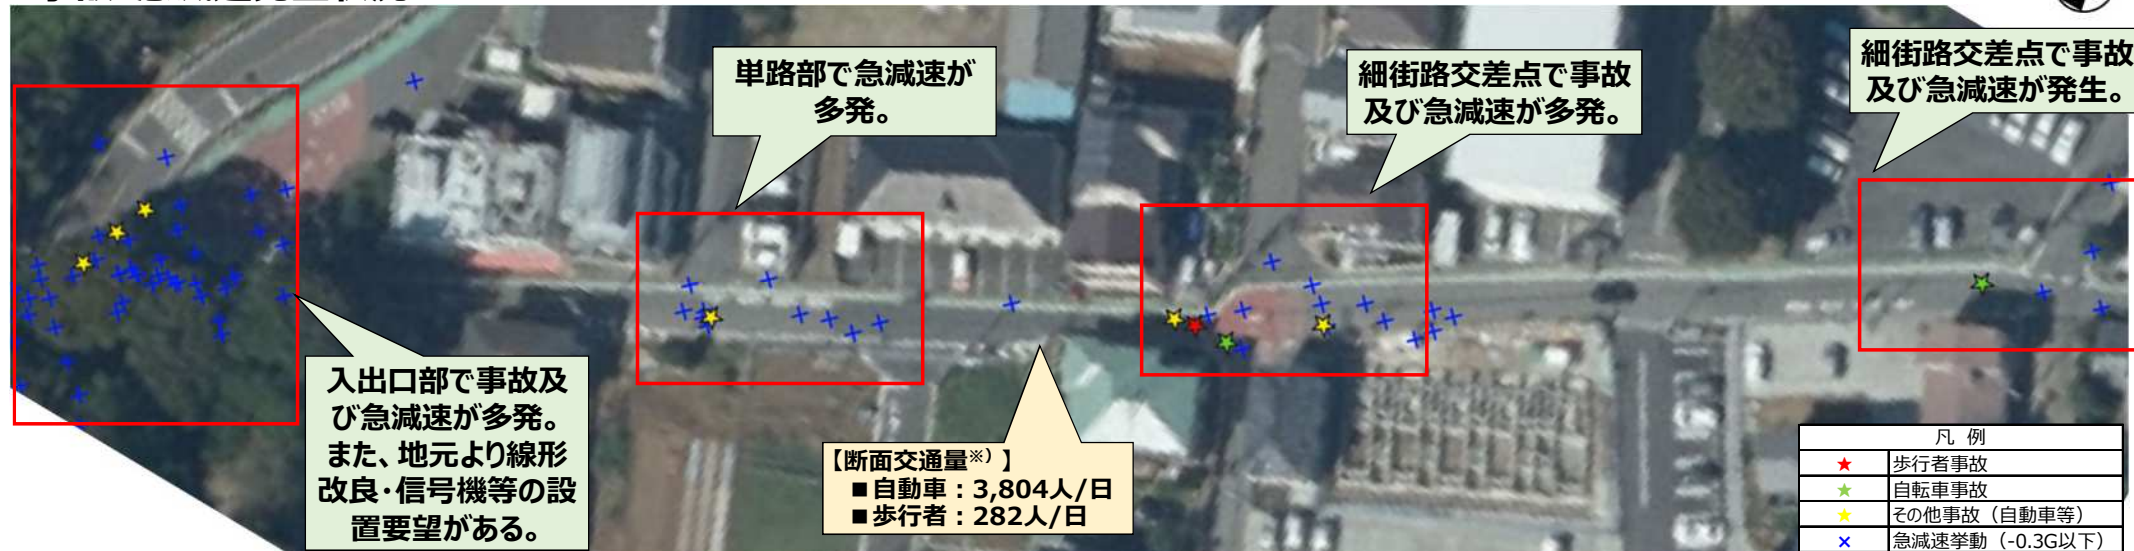 単路部で急減速が
多発。
細街路交差点で事故
及び急減速が多発。
細街路交差点で事故
及び急減速が発生。
入出口部で事故及
び急減速が多発。
また、地元より線形
改良・信号機等の設
置要望がある。
【断面交通量※）】
■自動車：3,804人/日
■歩行者：282人/日
凡 例
★ 歩行者事故
★ 自転車事故
★ その他事故（自動車等）
× 急減速挙動（-0.3G以下）